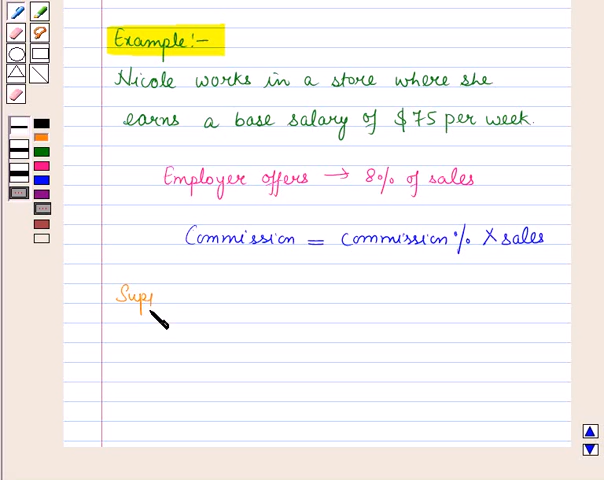 Example:-
Nicole works in a store where she
earns a base salary of $75 per week.
Employer offers → 8% of sales
Commission = commission% X sales